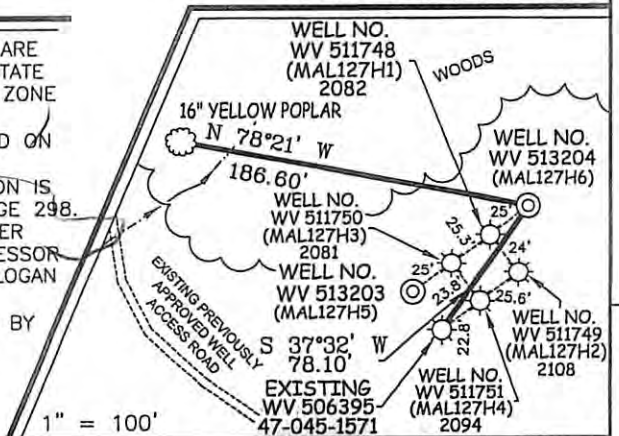 ARE
TATE
ZONE
D ON
ON IS
GE 298.
ER
ESSOR
LOGAN
BY
WELL NO.
WV 511748
(MAL127H1)
2082
WOODS
16" YELLOW POPLAR
N 78°21' W
186.60'
WELL NO.
WV 513204
(MAL127H6)
25'
25.3'
24'
WELL NO.
WV 511750
(MAL127H3)
2081
25'
23.8'
25.6'
WELL NO.
WV 513203
(MAL127H5)
WELL NO.
WV 511749
(MAL127H2)
2108
EXISTING PREVIOUSLY
APPROVED WELL
ACCESS ROAD
S 37°32' W
78.10'
22.8'
EXISTING
WV 506395
47-045-1571
WELL NO.
WV 511751
(MAL127H4)
2094
1" = 100'